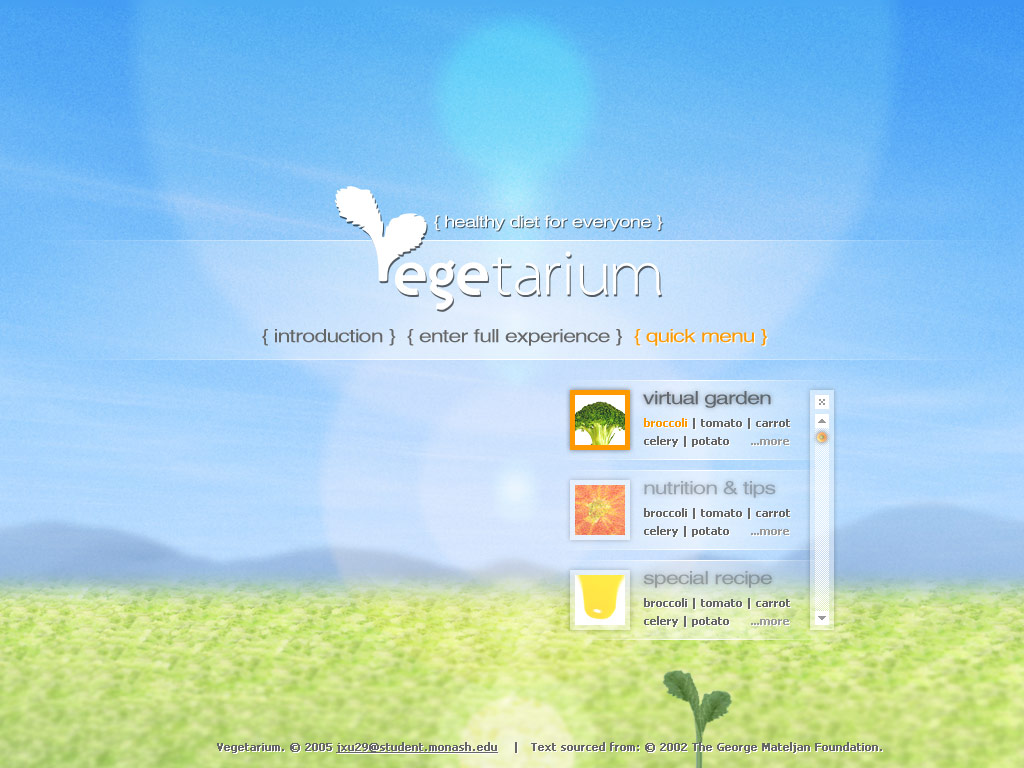 { healthy diet for everyone }
Vegetarium
{ introduction } { enter full experience } { quick menu }
virtual garden
broccoli | tomato | carrot
celery | potato ...more
nutrition & tips
broccoli | tomato | carrot
celery | potato ...more
special recipe
broccoli | tomato | carrot
celery | potato ...more
Vegetarium. © 2005 jxu29@student.monash.edu | Text sourced from: © 2002 The George Mateljan Foundation.